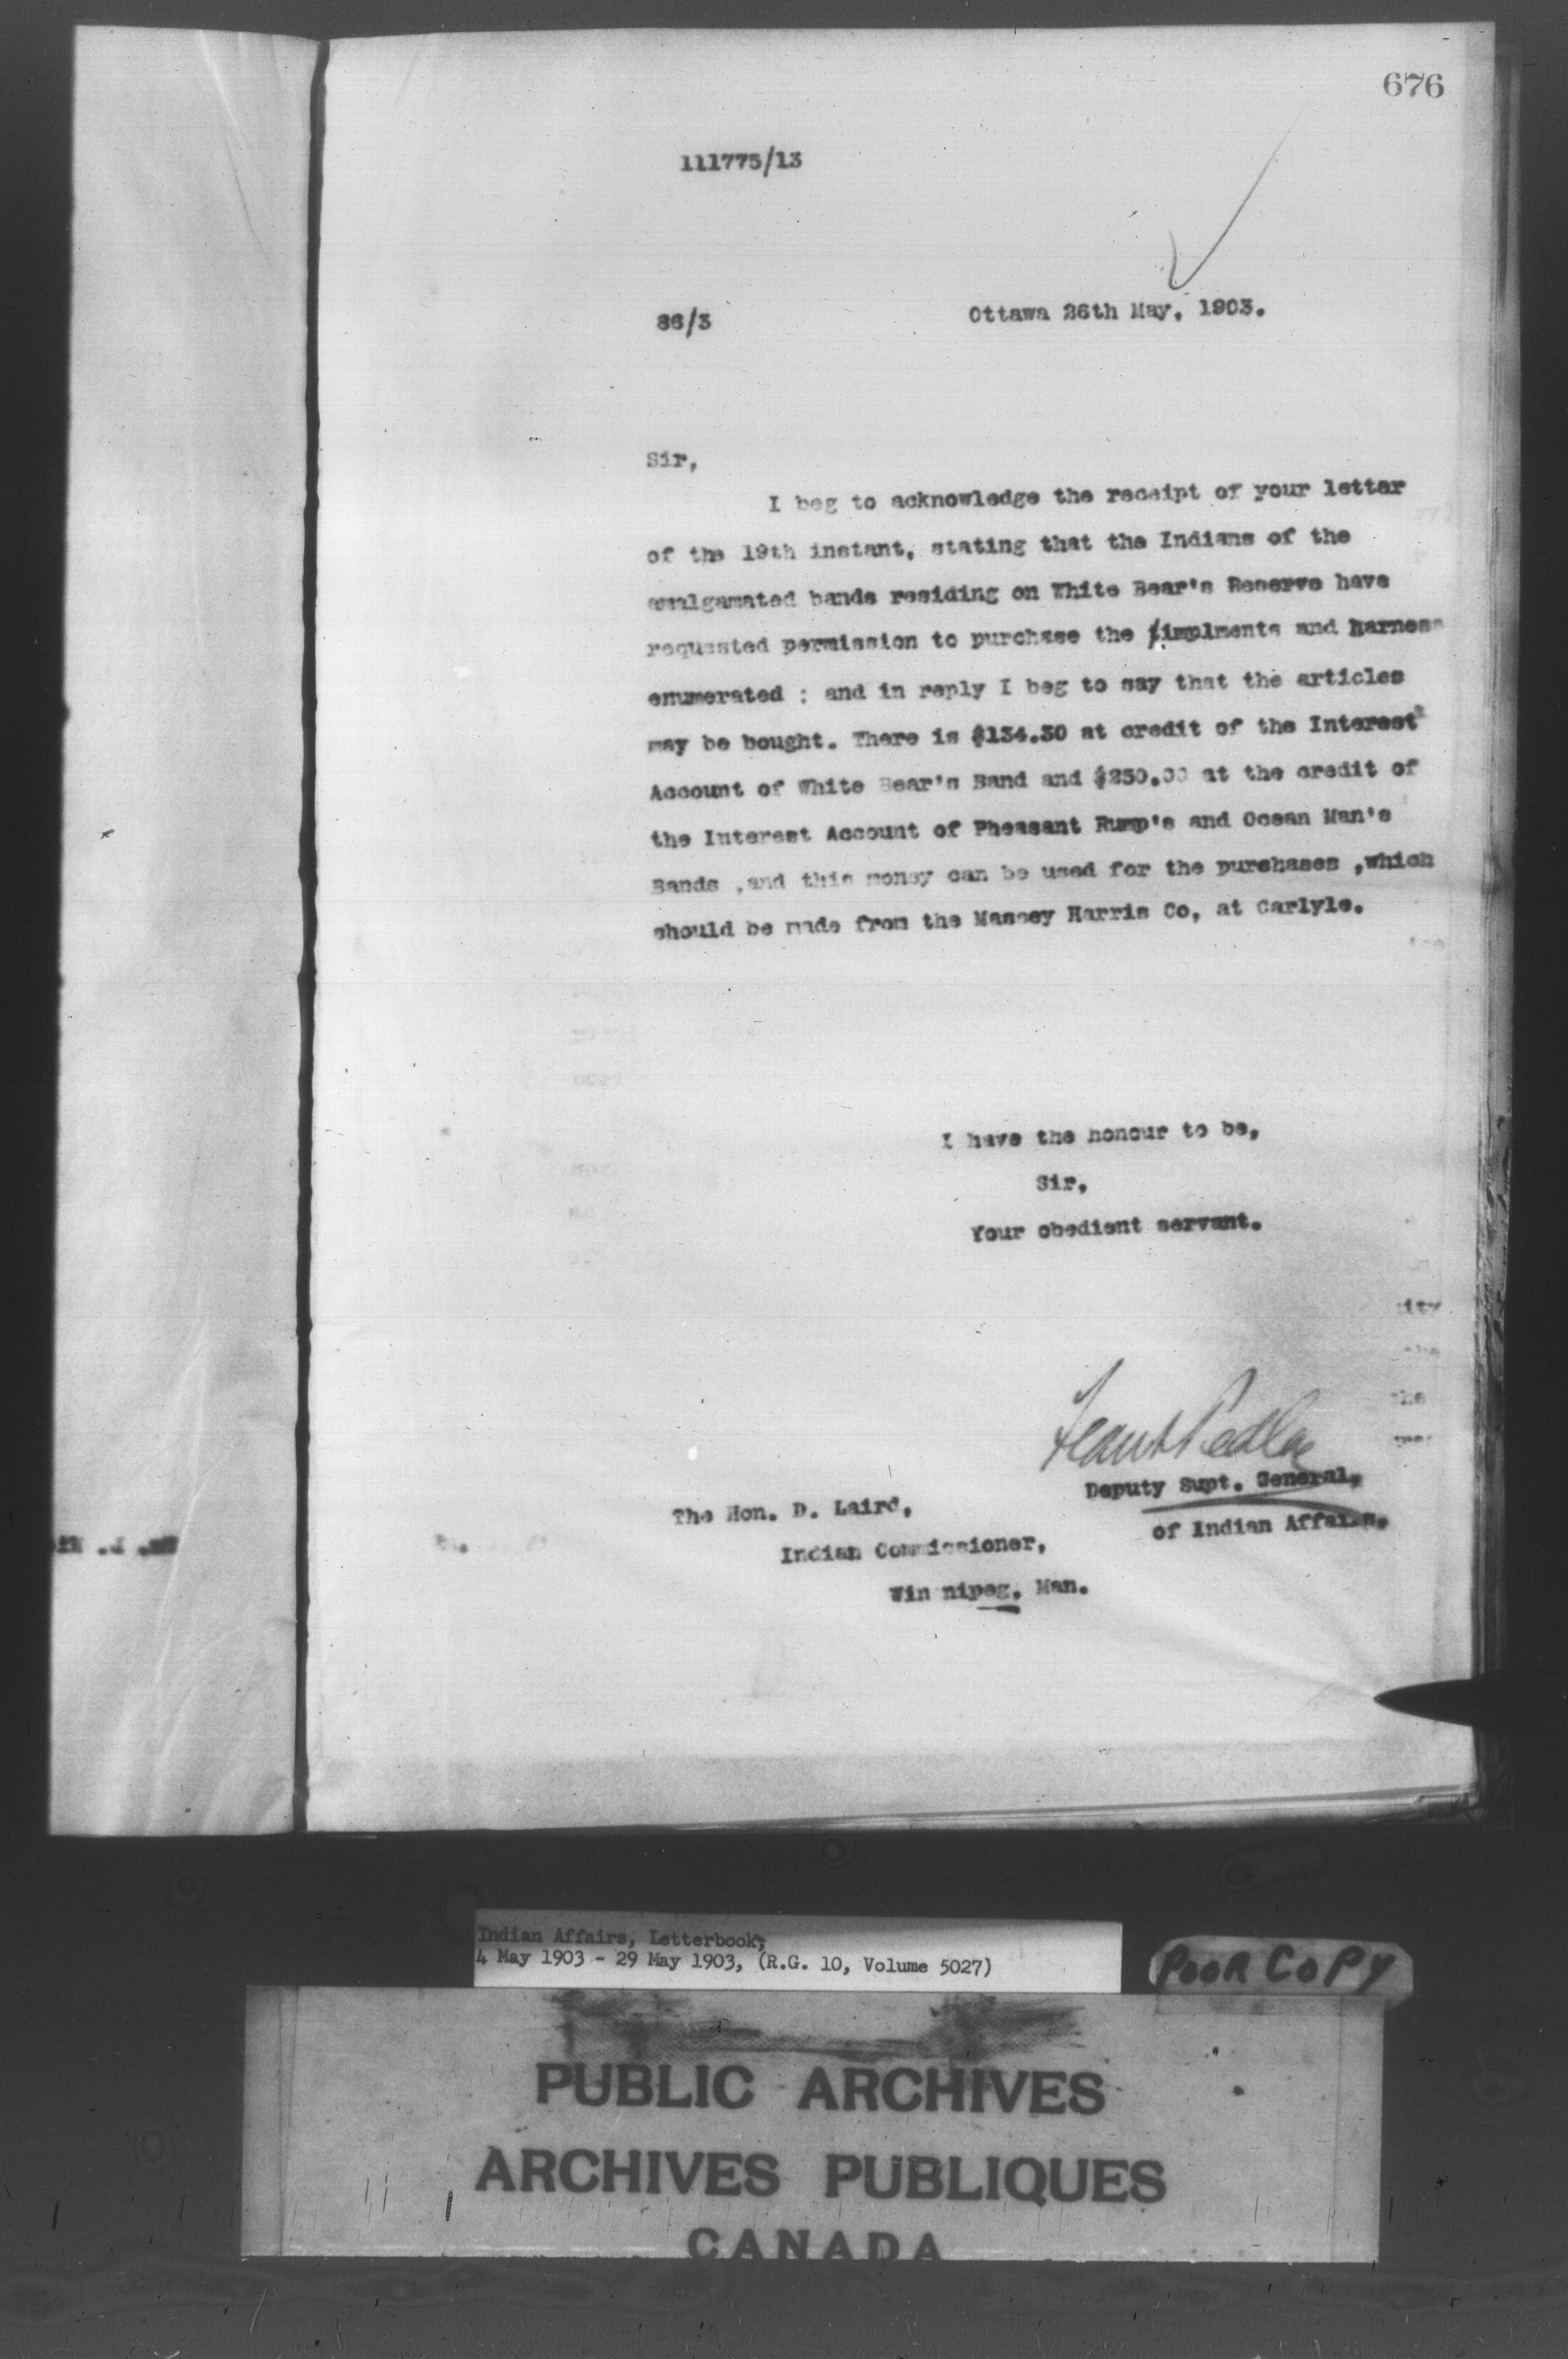 676
111775/13
86/3
Ottawa 26th May, 1903.
Sir,
I beg to acknowledge the receipt of your letter
of the 19th instant, stating that the Indians of the
amalgamated bands residing on White Bear's Reserve have
requested permission to purchase the implments and harness
enumerated : and in reply I beg to say that the articles
may be bought. There is $134.30 at credit of the Interest
Account of White Bear's Band and $250.00 at the credit of
the Interest Account of Pheasant Rump's and Ocean Man's
Bands ,and this money can be used for the purchases ,which
should be made from the Massey Harris Co, at Carlyle.
I have the honour to be,
Sir,
Your obedient servant.
Frank Pedley
Deputy Supt. General,
of Indian Affairs.
The Hon. D. Laird,
Indian Commissioner,
Win nipeg, Man.
Indian Affairs, Letterbook,
4 May 1903 - 29 May 1903, (R.G. 10, Volume 5027)
POOR COPY
PUBLIC ARCHIVES
ARCHIVES PUBLIQUES
CANADA